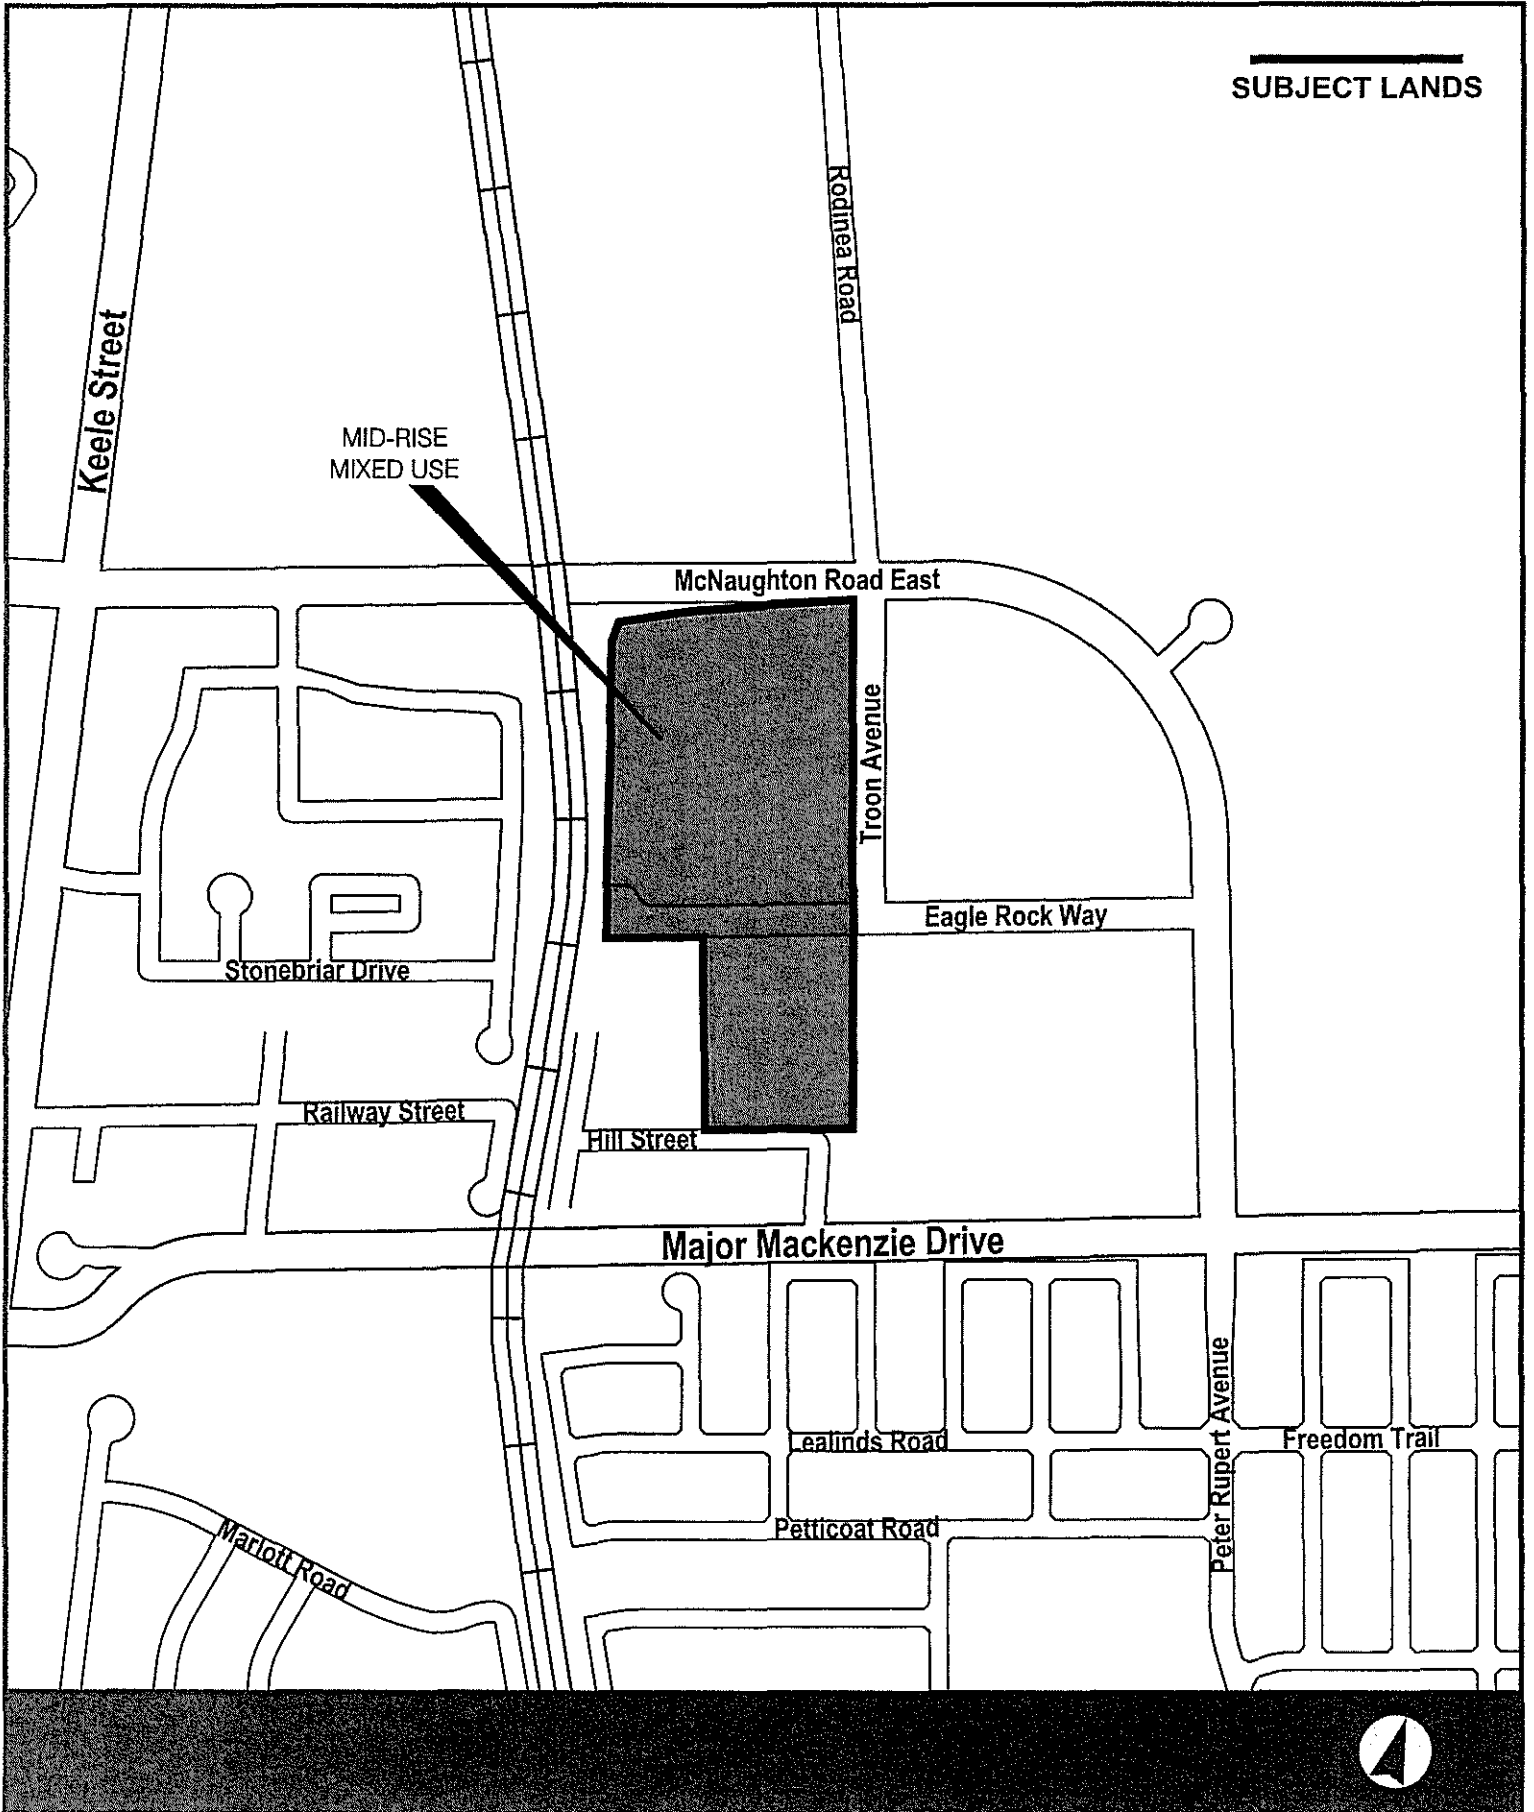 SUBJECT LANDS
Rodinea Road
Keele Street
MID-RISE
MIXED USE
McNaughton Road East
Troon Avenue
Eagle Rock Way
Stonebriar Drive
Railway Street
Hill Street
Major Mackenzie Drive
Peter Rupert Avenue
Lealinds Road
Freedom Trail
Petticoat Road
Marlott Road